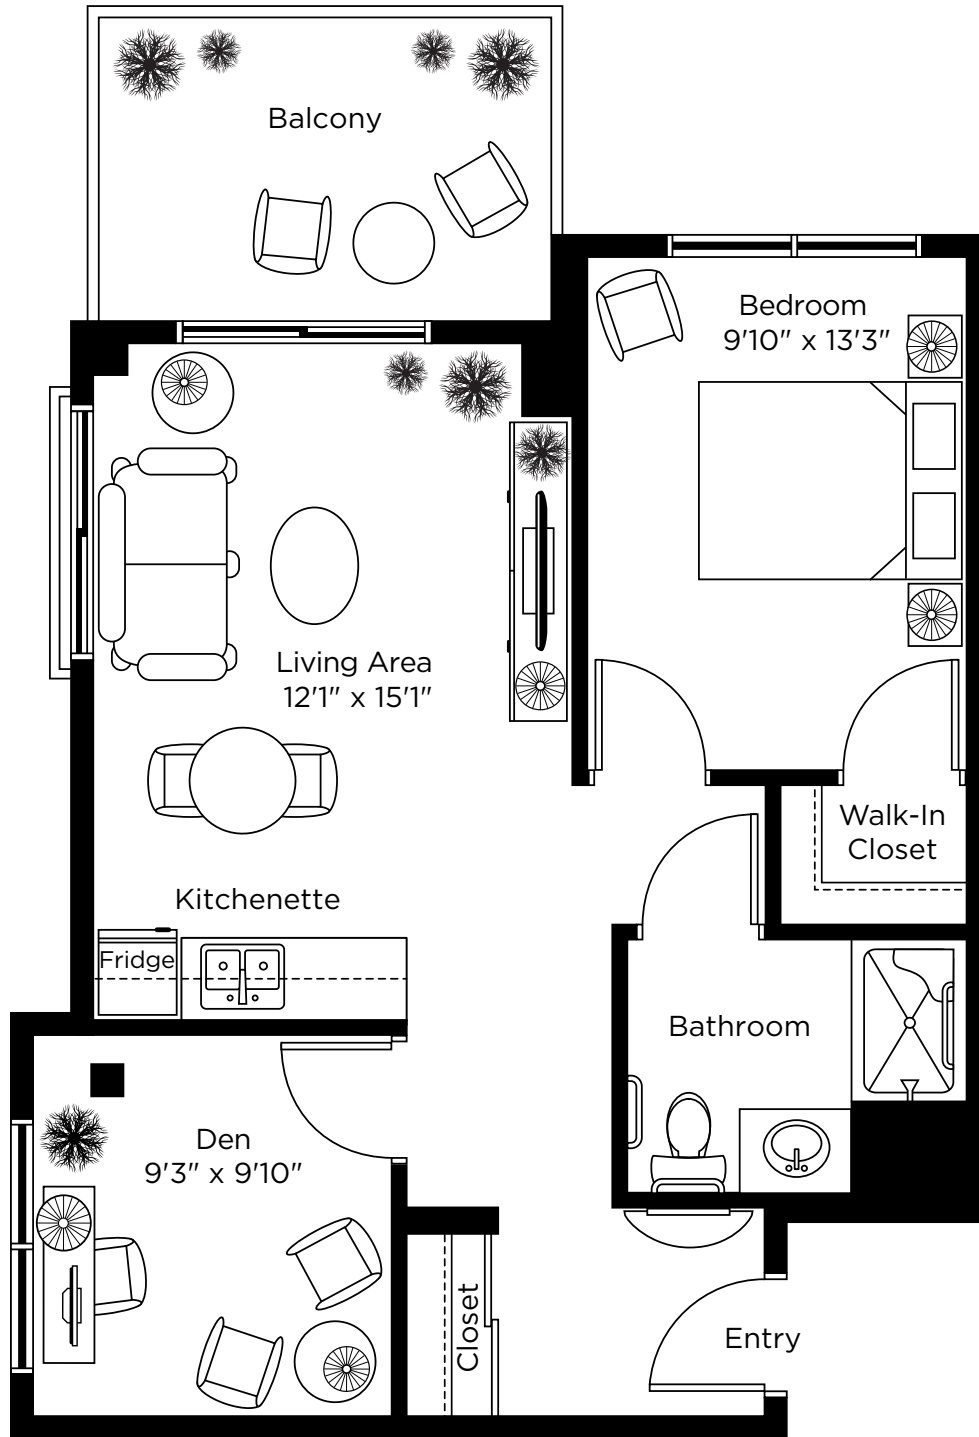 Balcony
Bedroom
9'10" x 13'3"
Living Area
12'1" x 15'1"
Walk-In
Closet
Kitchenette
Fridge
Bathroom
Den
9'3" x 9'10"
Closet
Entry